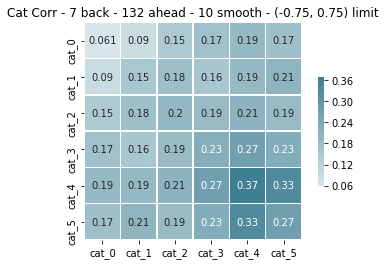 Cat Corr - 7 back - 132 ahead - 10 smooth - (-0.75, 0.75) limit
cat_0 0.061 0.09 0.15 0.17 0.19 0.17
cat_1 0.09 0.15 0.18 0.16 0.19 0.21
cat_2 0.15 0.18 0.2 0.19 0.21 0.19
cat_3 0.17 0.16 0.19 0.23 0.27 0.23
cat_4 0.19 0.19 0.21 0.27 0.37 0.33
cat_5 0.17 0.21 0.19 0.23 0.33 0.27
cat_0 cat_1 cat_2 cat_3 cat_4 cat_5
0.36
0.30
0.24
0.18
0.12
0.06